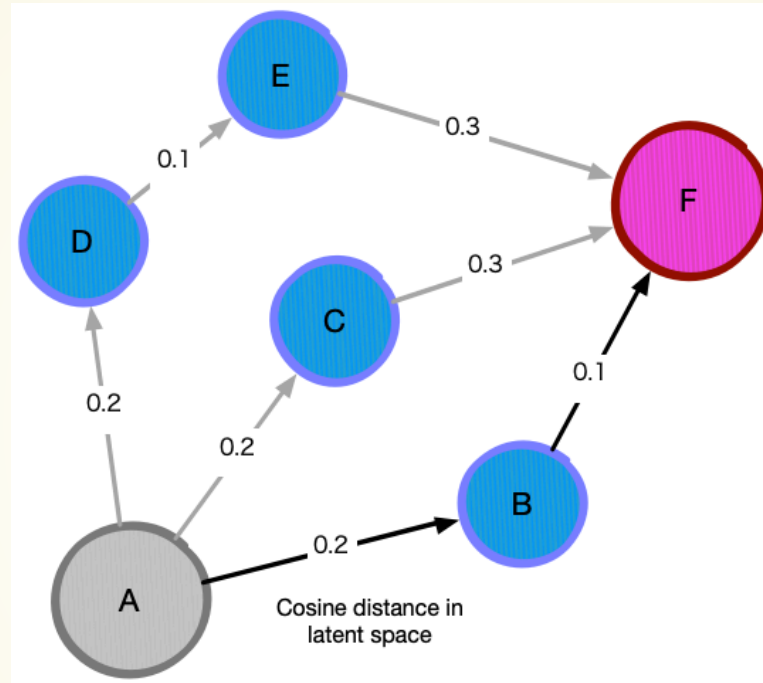 E
0.3
0.1
F
D
0.3
C
0.1
0.2
0.2
B
0.2
A
Cosine distance in
latent space